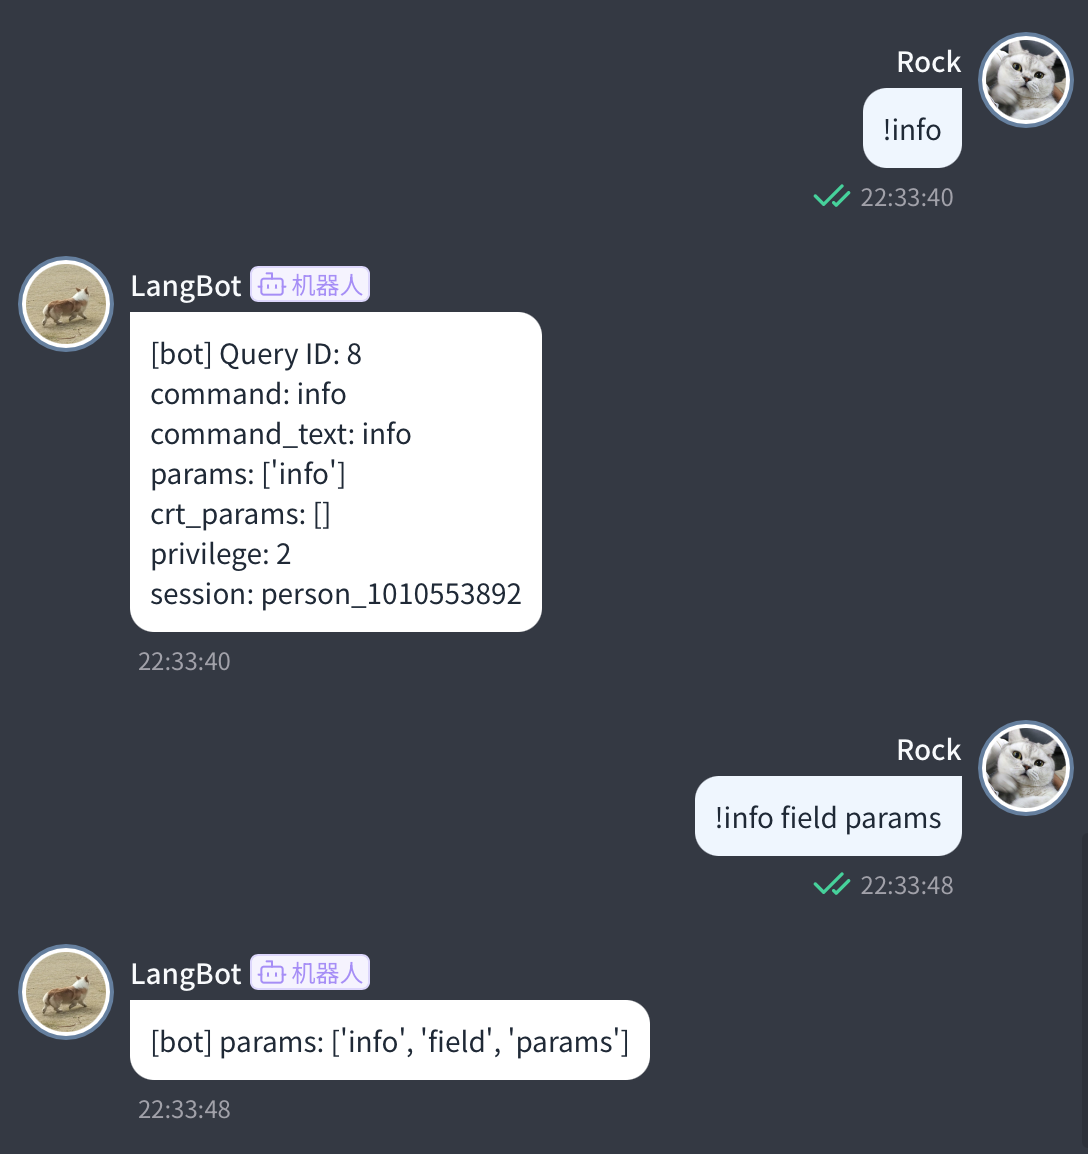 Rock
!info
22:33:40
LangBot 机器人
[bot] Query ID: 8
command: info
command_text: info
params: ['info']
crt_params: []
privilege: 2
session: person_1010553892
22:33:40
Rock
!info field params
22:33:48
LangBot 机器人
[bot] params: ['info', 'field', 'params']
22:33:48